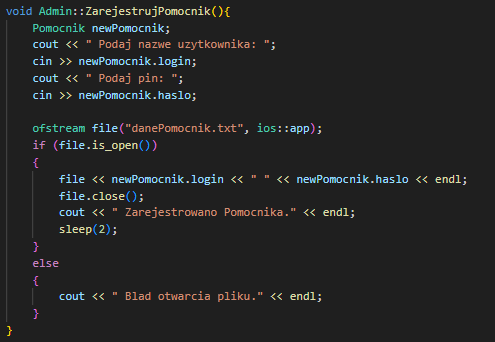 void Admin::ZarejestrujPomocnik(){
    Pomocnik newPomocnik;
    cout << " Podaj nazwe uzytkownika: ";
    cin >> newPomocnik.login;
    cout << " Podaj pin: ";
    cin >> newPomocnik.haslo;

    ofstream file("danePomocnik.txt", ios::app);
    if (file.is_open())
    {
        file << newPomocnik.login << " " << newPomocnik.haslo << endl;
        file.close();
        cout << " Zarejestrowano Pomocnika." << endl;
        sleep(2);
    }
    else
    {
        cout << " Blad otwarcia pliku." << endl;
    }
}